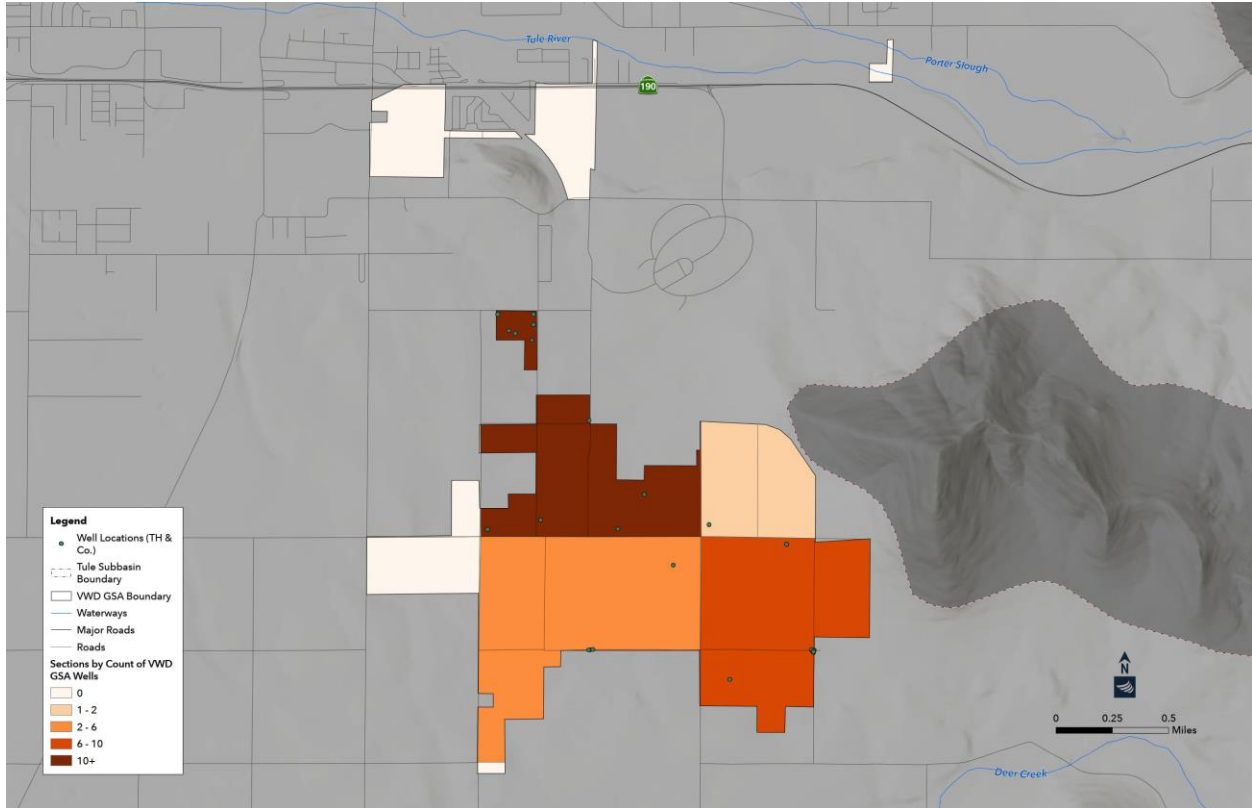 Tule River
190
Porter Slough
Legend
Well Locations (TH &
Co.)
Tule Subbasin
Boundary
VWD GSA Boundary
Waterways
Major Roads
Roads
Sections by Count of VWD
GSA Wells
0
1 - 2
2 - 6
6 - 10
10+
N
0 0.25 0.5
Miles
Deer Creek